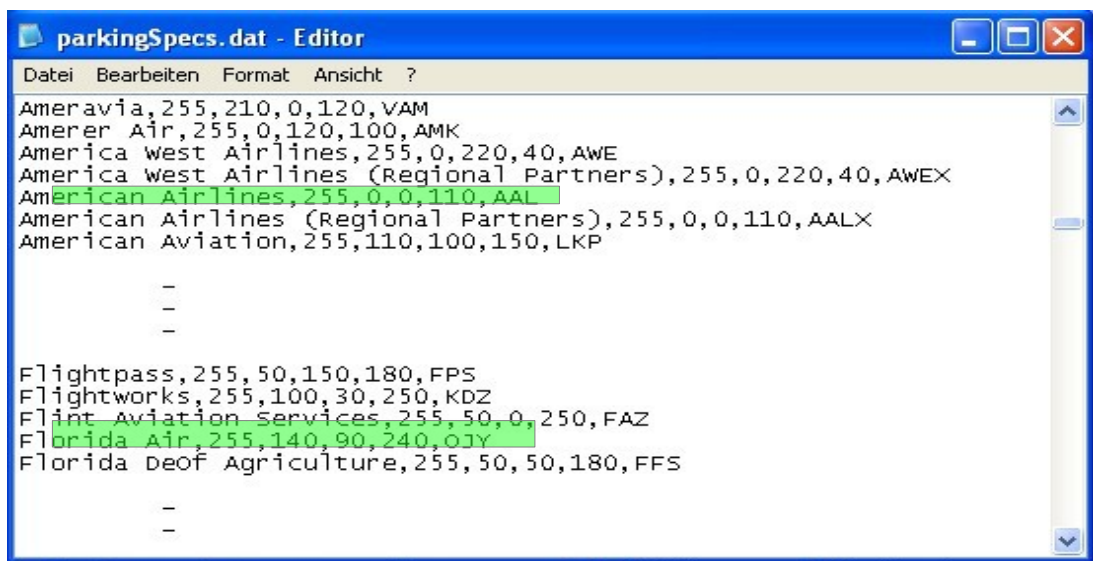 parkingSpecs.dat - Editor
Datei Bearbeiten Format Ansicht ?
Ameravia,255,210,0,120,VAM
Amerer Air,255,0,120,100,AMK
America West Airlines,255,0,220,40,AWE
America West Airlines (Regional Partners),255,0,220,40,AWEX
American Airlines,255,0,0,110,AAL
American Airlines (Regional Partners),255,0,0,110,AALX
American Aviation,255,110,100,150,LKP
–
–
–
Flightpass,255,50,150,180,FPS
Flightworks,255,100,30,250,KDZ
Flint Aviation Services,255,50,0,250,FAZ
Florida Air,255,140,90,240,OJY
Florida DeOf Agriculture,255,50,50,180,FFS
–
–